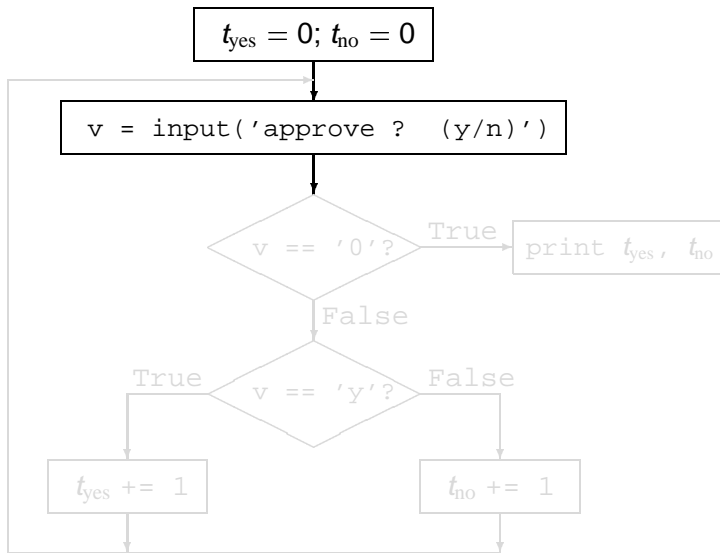 t_yes = 0; t_no = 0
v = input('approve ? (y/n)')
v == '0'?
True
print t_yes, t_no
False
True
v == 'y'?
False
t_yes += 1
t_no += 1